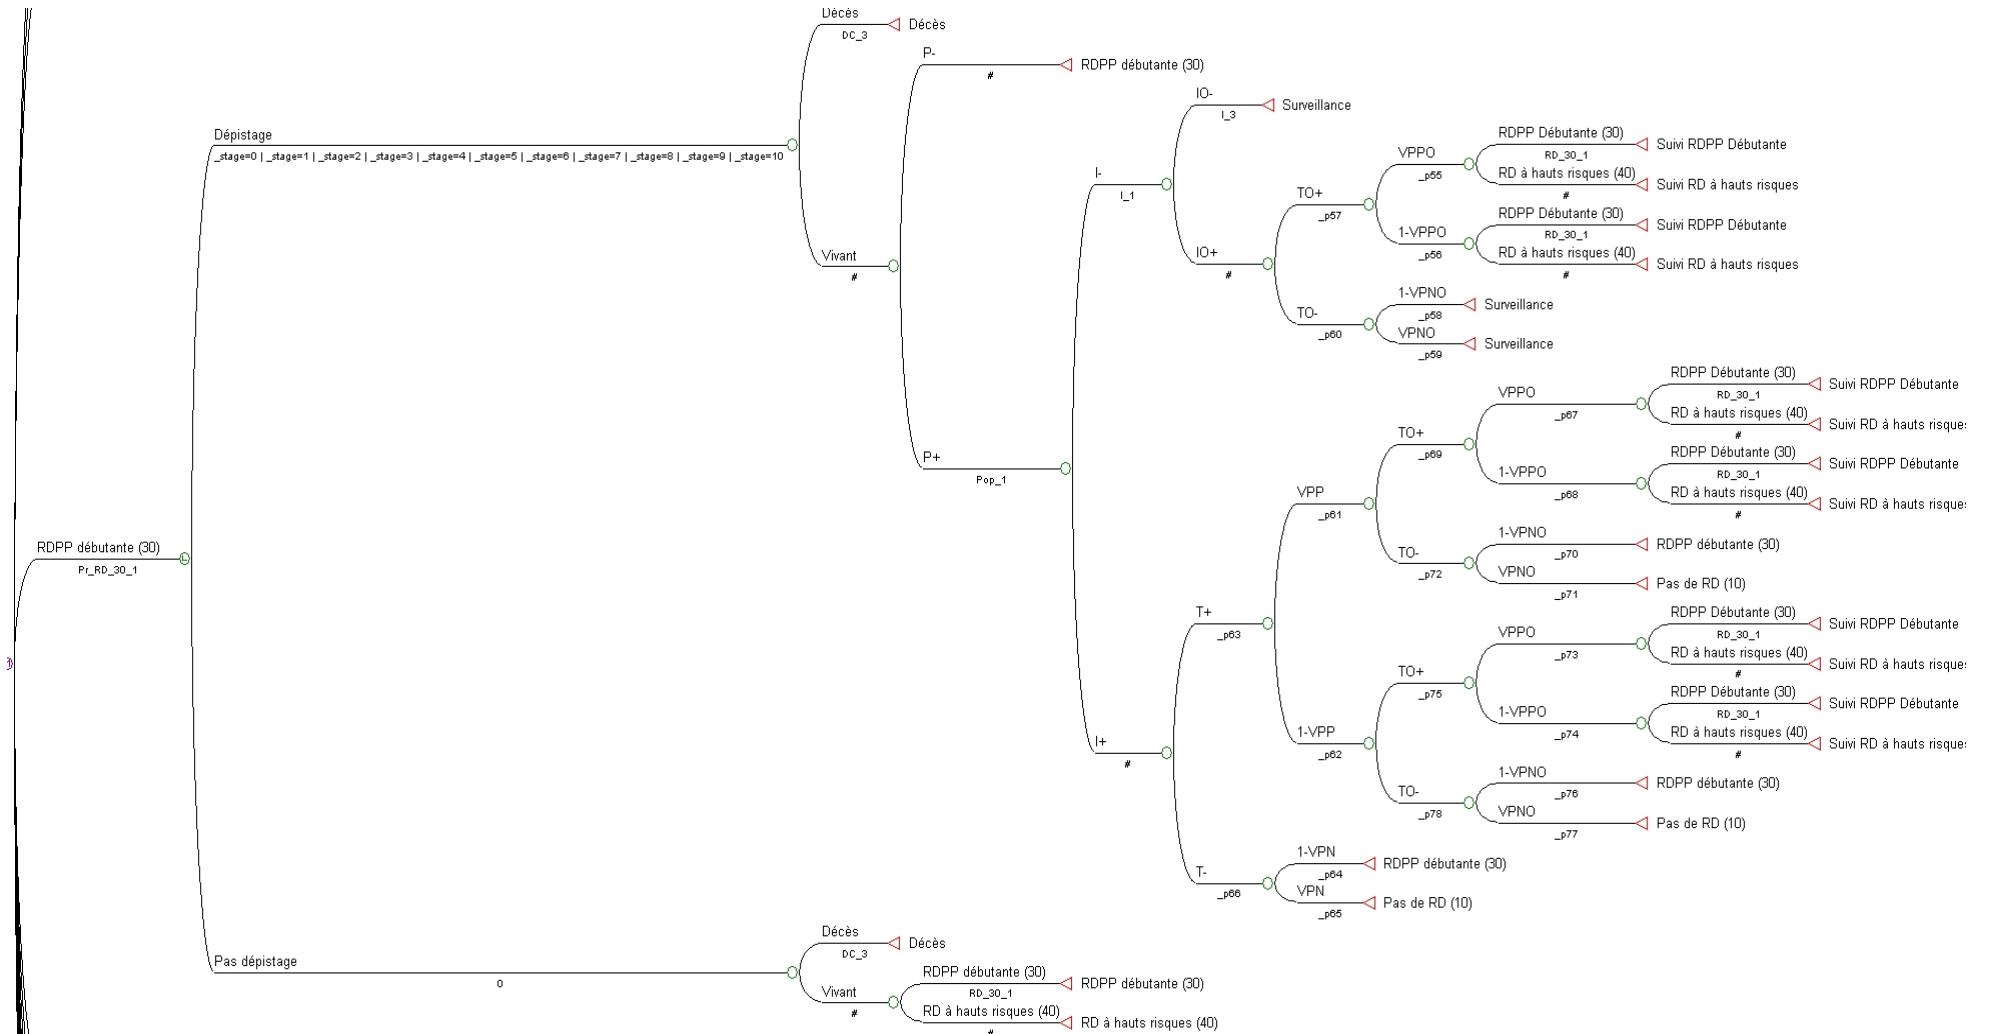 Décès
DC_3
Décès
P-
#
RDPP débutante (30)
IO-
I_3
Surveillance
Dépistage
_stage=0 | _stage=1 | _stage=2 | _stage=3 | _stage=4 | _stage=5 | _stage=6 | _stage=7 | _stage=8 | _stage=9 | _stage=10
RDPP Débutante (30)
RD_30_1
Suivi RDPP Débutante
VPPO
_p55
RD à hauts risques (40)
#
Suivi RD à hauts risques
I-
I_1
TO+
_p57
RDPP Débutante (30)
RD_30_1
Suivi RDPP Débutante
1-VPPO
_p56
RD à hauts risques (40)
#
Suivi RD à hauts risques
Vivant
#
IO+
#
1-VPNO
_p58
Surveillance
TO-
_p60
VPNO
_p59
Surveillance
RDPP Débutante (30)
RD_30_1
Suivi RDPP Débutante
VPPO
_p67
RD à hauts risques (40)
#
Suivi RD à hauts risques
TO+
_p69
RDPP Débutante (30)
RD_30_1
Suivi RDPP Débutante
P+
Pop_1
1-VPPO
_p68
RD à hauts risques (40)
#
Suivi RD à hauts risques
VPP
_p61
1-VPNO
_p70
RDPP débutante (30)
RDPP débutante (30)
Pr_RD_30_1
TO-
_p72
VPNO
_p71
Pas de RD (10)
T+
_p63
RDPP Débutante (30)
RD_30_1
Suivi RDPP Débutante
VPPO
_p73
RD à hauts risques (40)
#
Suivi RD à hauts risques
TO+
_p75
RDPP Débutante (30)
RD_30_1
Suivi RDPP Débutante
1-VPPO
_p74
RD à hauts risques (40)
#
Suivi RD à hauts risques
I+
#
1-VPP
_p62
1-VPNO
_p76
RDPP débutante (30)
TO-
_p78
VPNO
_p77
Pas de RD (10)
1-VPN
_p64
RDPP débutante (30)
T-
_p66
VPN
_p65
Pas de RD (10)
Décès
DC_3
Décès
Pas dépistage
0
RDPP débutante (30)
RD_30_1
RDPP débutante (30)
Vivant
#
RD à hauts risques (40)
#
RD à hauts risques (40)